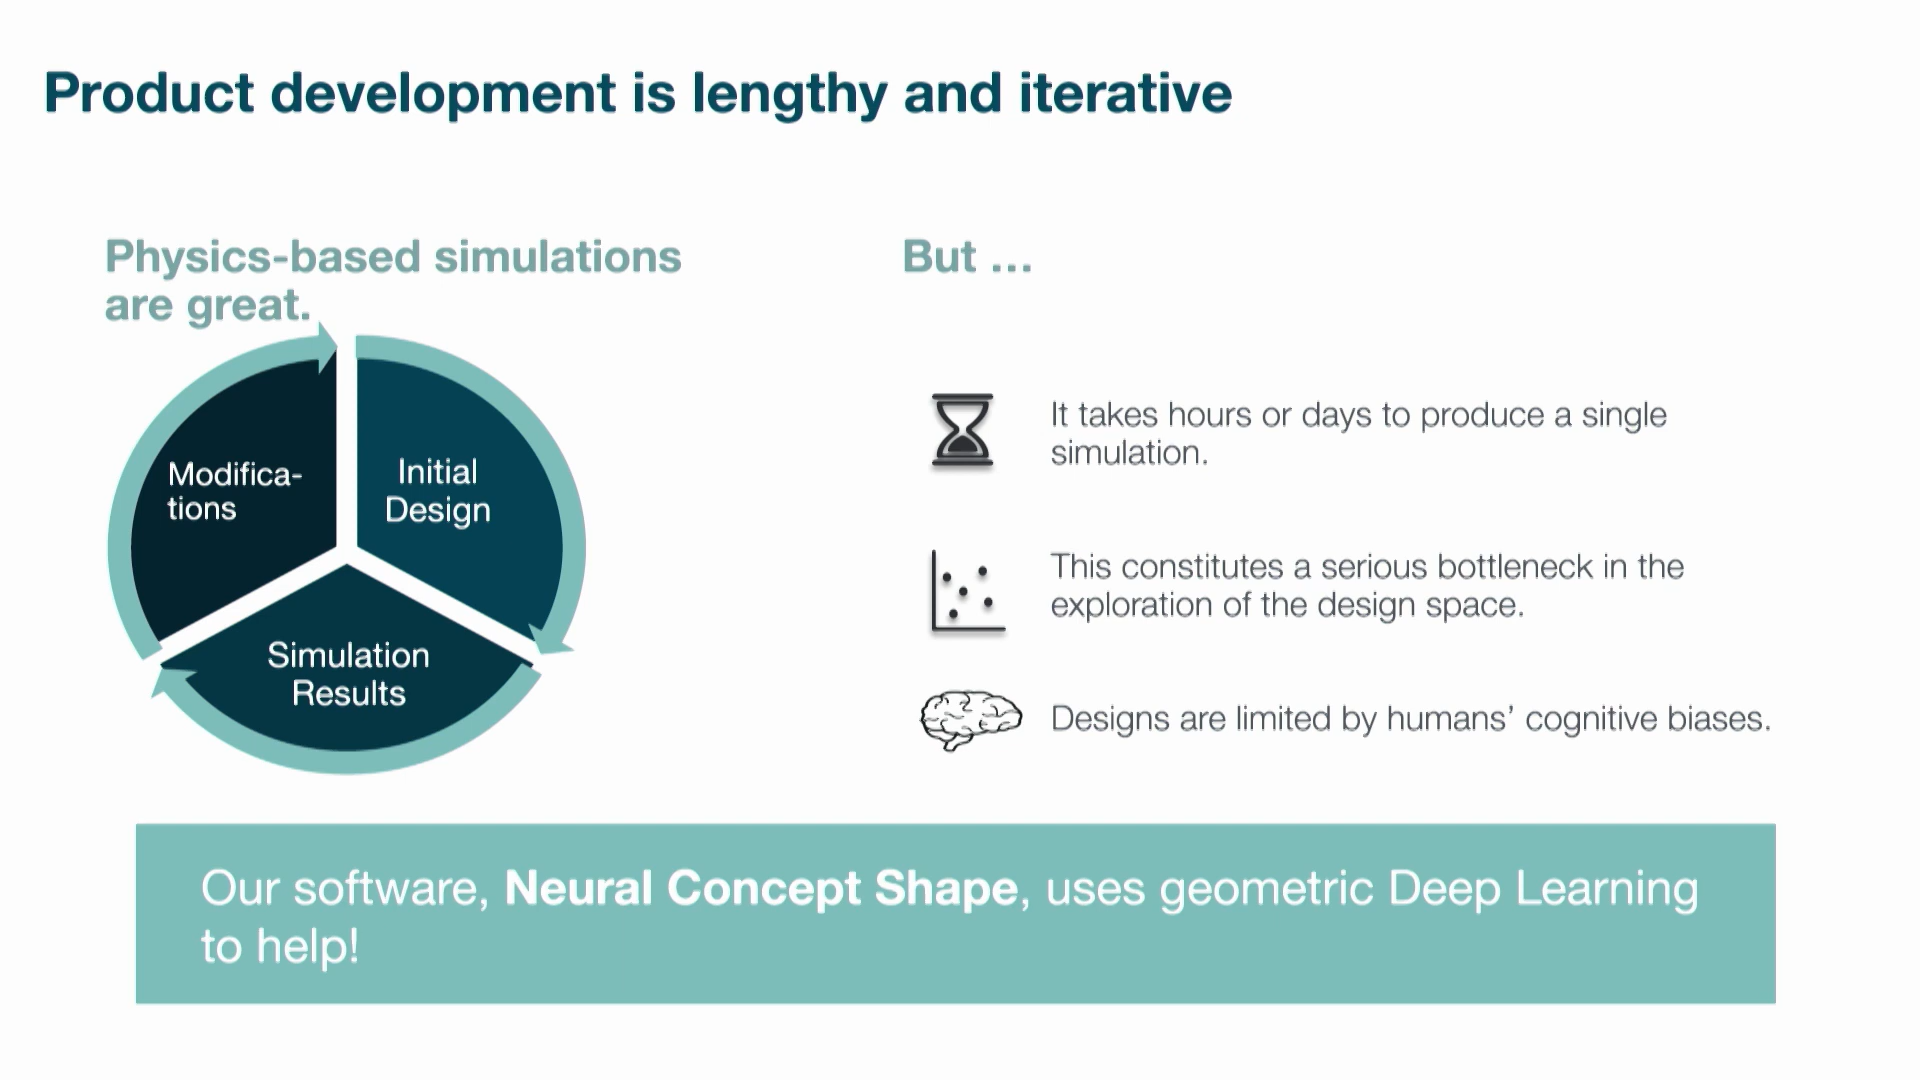 Product development is lengthy and iterative
Physics-based simulations
are great.
Modifica-
tions
Initial
Design
Simulation
Results
But ...
It takes hours or days to produce a single
simulation.
This constitutes a serious bottleneck in the
exploration of the design space.
Designs are limited by humans’ cognitive biases.
Our software, Neural Concept Shape, uses geometric Deep Learning
to help!